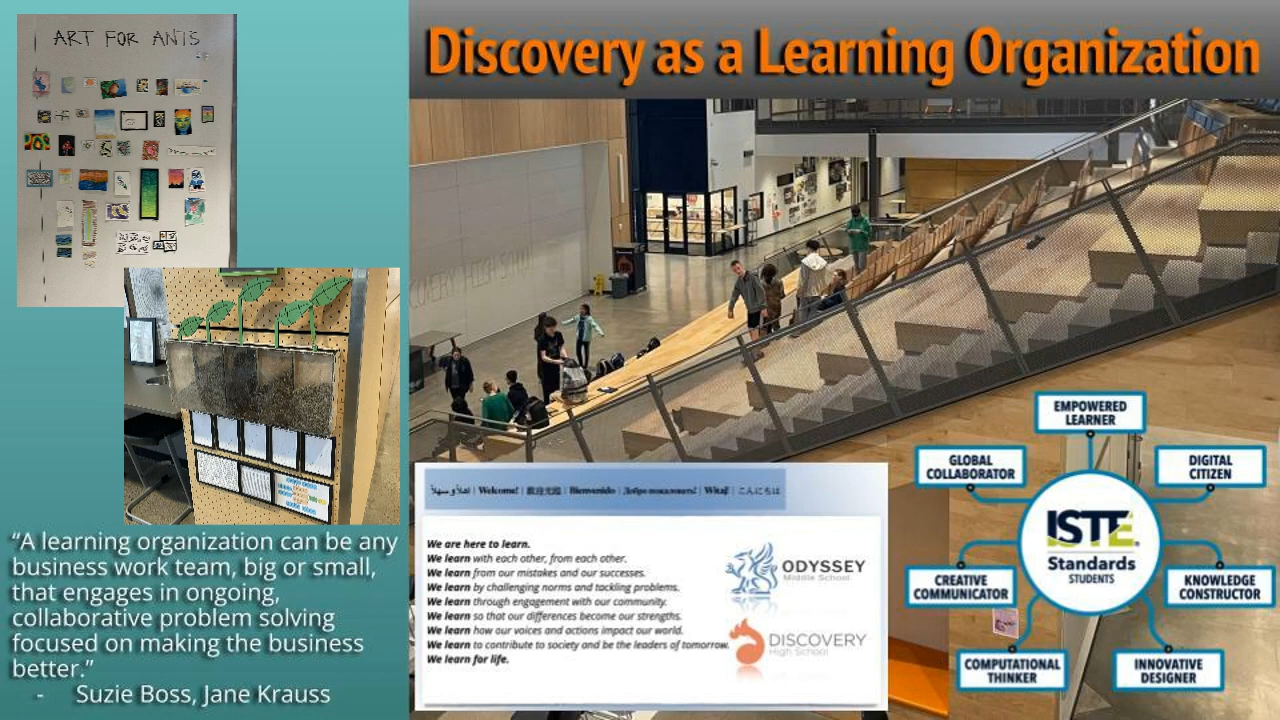 ART FOR ANTS
Discovery as a Learning Organization
DISCOVERY HIGH SCHOOL
"A learning organization can be any
business work team, big or small,
that engages in ongoing,
collaborative problem solving
focused on making the business
better."
- Suzie Boss, Jane Krauss
أهلاً و سهلاً | Welcome! | 歡迎光臨 | Bienvenido | Добро пожаловать! | Witaj! | こんにちは
We are here to learn.
We learn with each other, from each other.
We learn from our mistakes and our successes.
We learn by challenging norms and tackling problems.
We learn through engagement with our community.
We learn so that our differences become our strengths.
We learn how our voices and actions impact our world.
We learn to contribute to society and be the leaders of tomorrow.
We learn for life.
ODYSSEY
Middle School
DISCOVERY
High School
EMPOWERED
LEARNER
GLOBAL
COLLABORATOR
DIGITAL
CITIZEN
ISTE®
Standards
STUDENTS
CREATIVE
COMMUNICATOR
KNOWLEDGE
CONSTRUCTOR
COMPUTATIONAL
THINKER
INNOVATIVE
DESIGNER